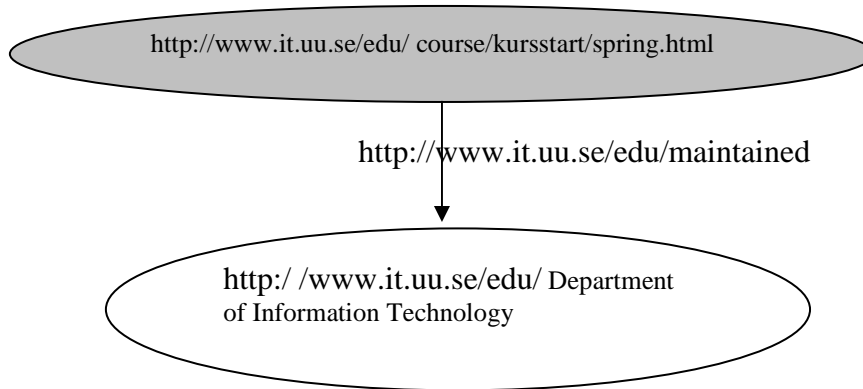 http://www.it.uu.se/edu/ course/kursstart/spring.html
http://www.it.uu.se/edu/maintained
http:/ /www.it.uu.se/edu/ Department
of Information Technology